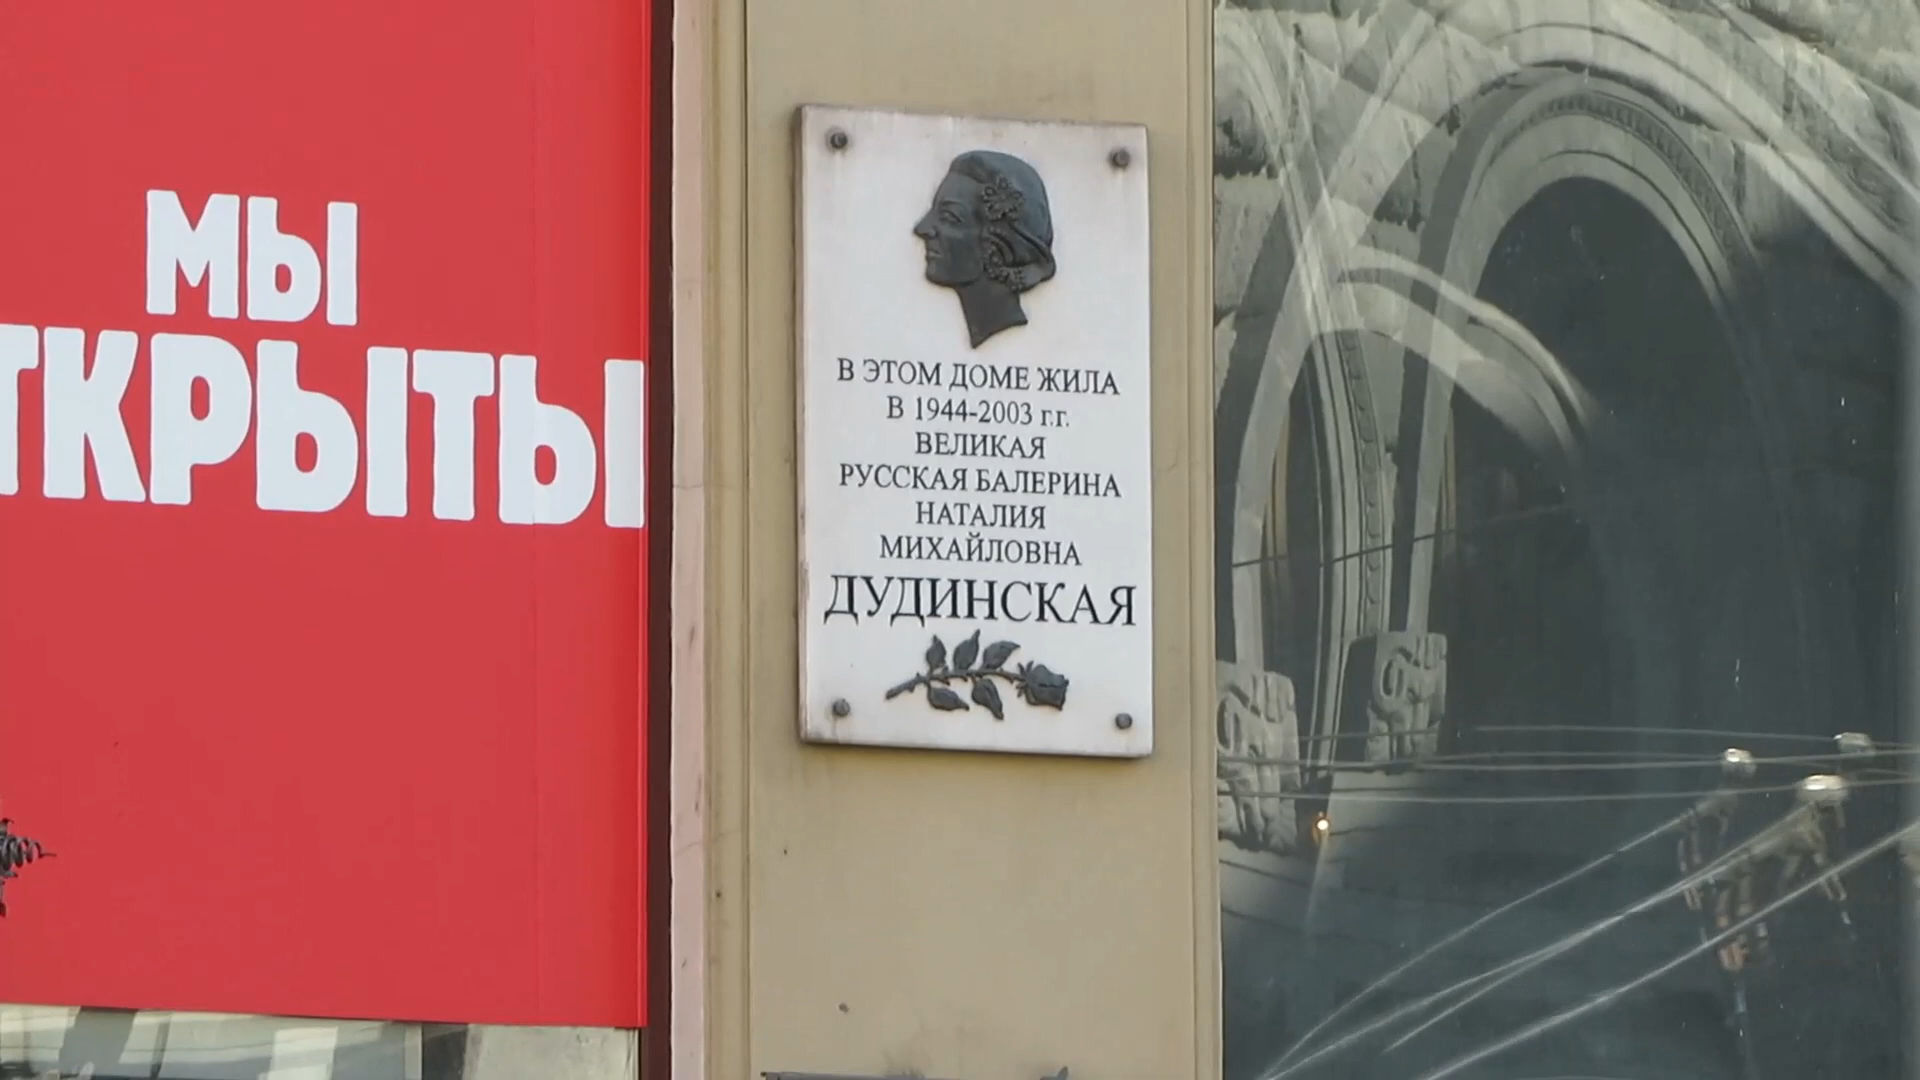 МЫ
ТКРЫТЫ
В ЭТОМ ДОМЕ ЖИЛА
В 1944-2003 г.г.
ВЕЛИКАЯ
РУССКАЯ БАЛЕРИНА
НАТАЛИЯ
МИХАЙЛОВНА
ДУДИНСКАЯ